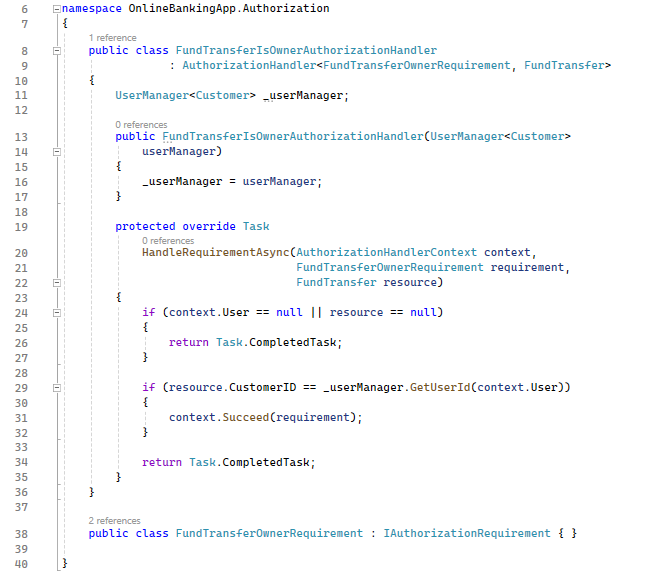 6 namespace OnlineBankingApp.Authorization
7 {
1 reference
8 public class FundTransferIsOwnerAuthorizationHandler
9 : AuthorizationHandler<FundTransferOwnerRequirement, FundTransfer>
10 {
11 UserManager<Customer> _userManager;
12
0 references
13 public FundTransferIsOwnerAuthorizationHandler(UserManager<Customer>
14 userManager)
15 {
16 _userManager = userManager;
17 }
18
19 protected override Task
0 references
20 HandleRequirementAsync(AuthorizationHandlerContext context,
21 FundTransferOwnerRequirement requirement,
22 FundTransfer resource)
23 {
24 if (context.User == null || resource == null)
25 {
26 return Task.CompletedTask;
27 }
28
29 if (resource.CustomerID == _userManager.GetUserId(context.User))
30 {
31 context.Succeed(requirement);
32 }
33
34 return Task.CompletedTask;
35 }
36 }
37
2 references
38 public class FundTransferOwnerRequirement : IAuthorizationRequirement { }
39
40 }